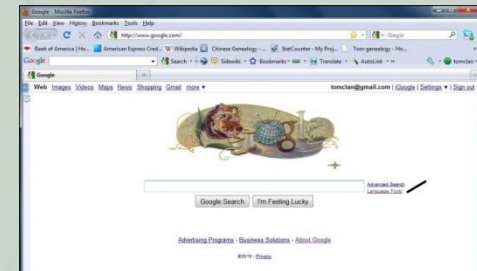 Google - Mozilla Firefox
File Edit View History Bookmarks Tools Help
http://www.google.com/ Google
Bank of America | Ho... American Express Cred... Wikipedia Chinese Genealogy - ... StatCounter - My Proj... Tom genealogy - Ho...
Google Search Sidewiki Bookmarks Translate AutoLink tomclan
Google
Web Images Videos Maps News Shopping Gmail more ▼ tomclan@gmail.com | iGoogle | Settings ▼ | Sign out
Advanced Search
Language Tools
Google Search I'm Feeling Lucky
Advertising Programs - Business Solutions - About Google
©2010 - Privacy